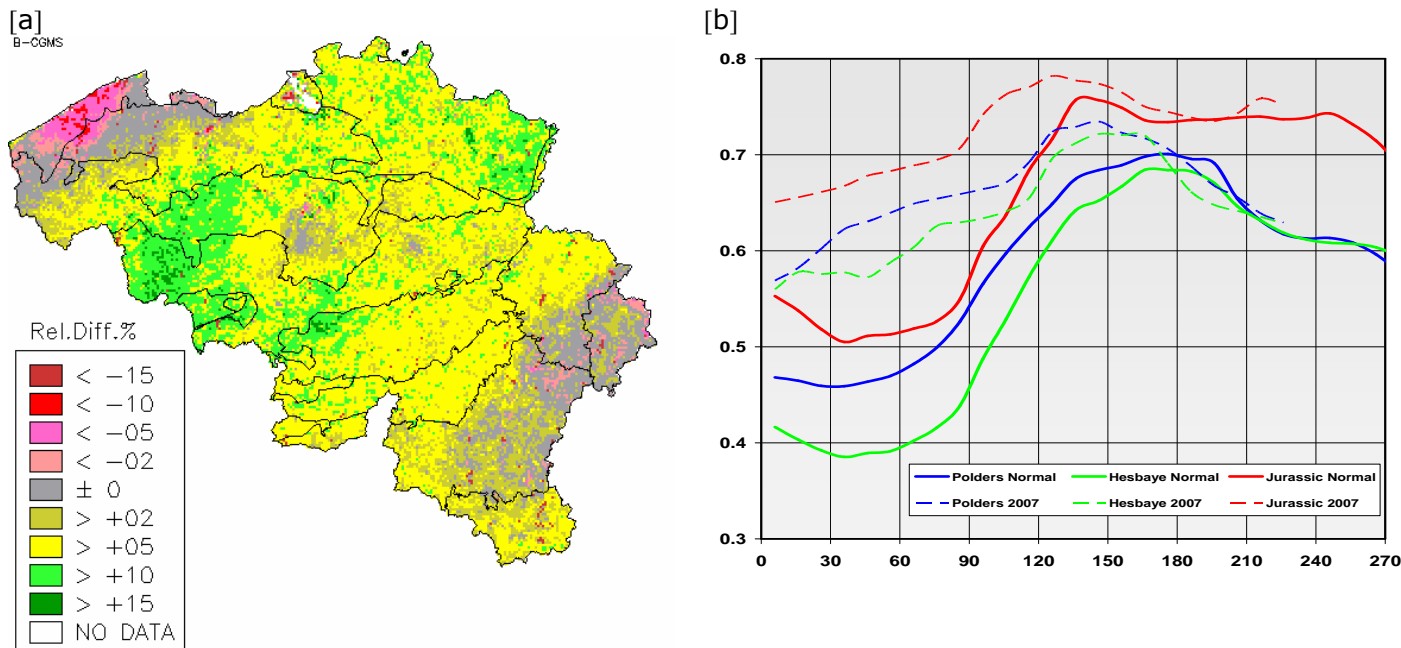 [a]
B-CGMS
Rel.Diff.%
< -15
< -10
< -05
< -02
± 0
> +02
> +05
> +10
> +15
NO DATA
[b]
0.8
0.7
0.6
0.5
0.4
0.3
Polders Normal Hesbaye Normal Jurassic Normal
Polders 2007 Hesbaye 2007 Jurassic 2007
0 30 60 90 120 150 180 210 240 270